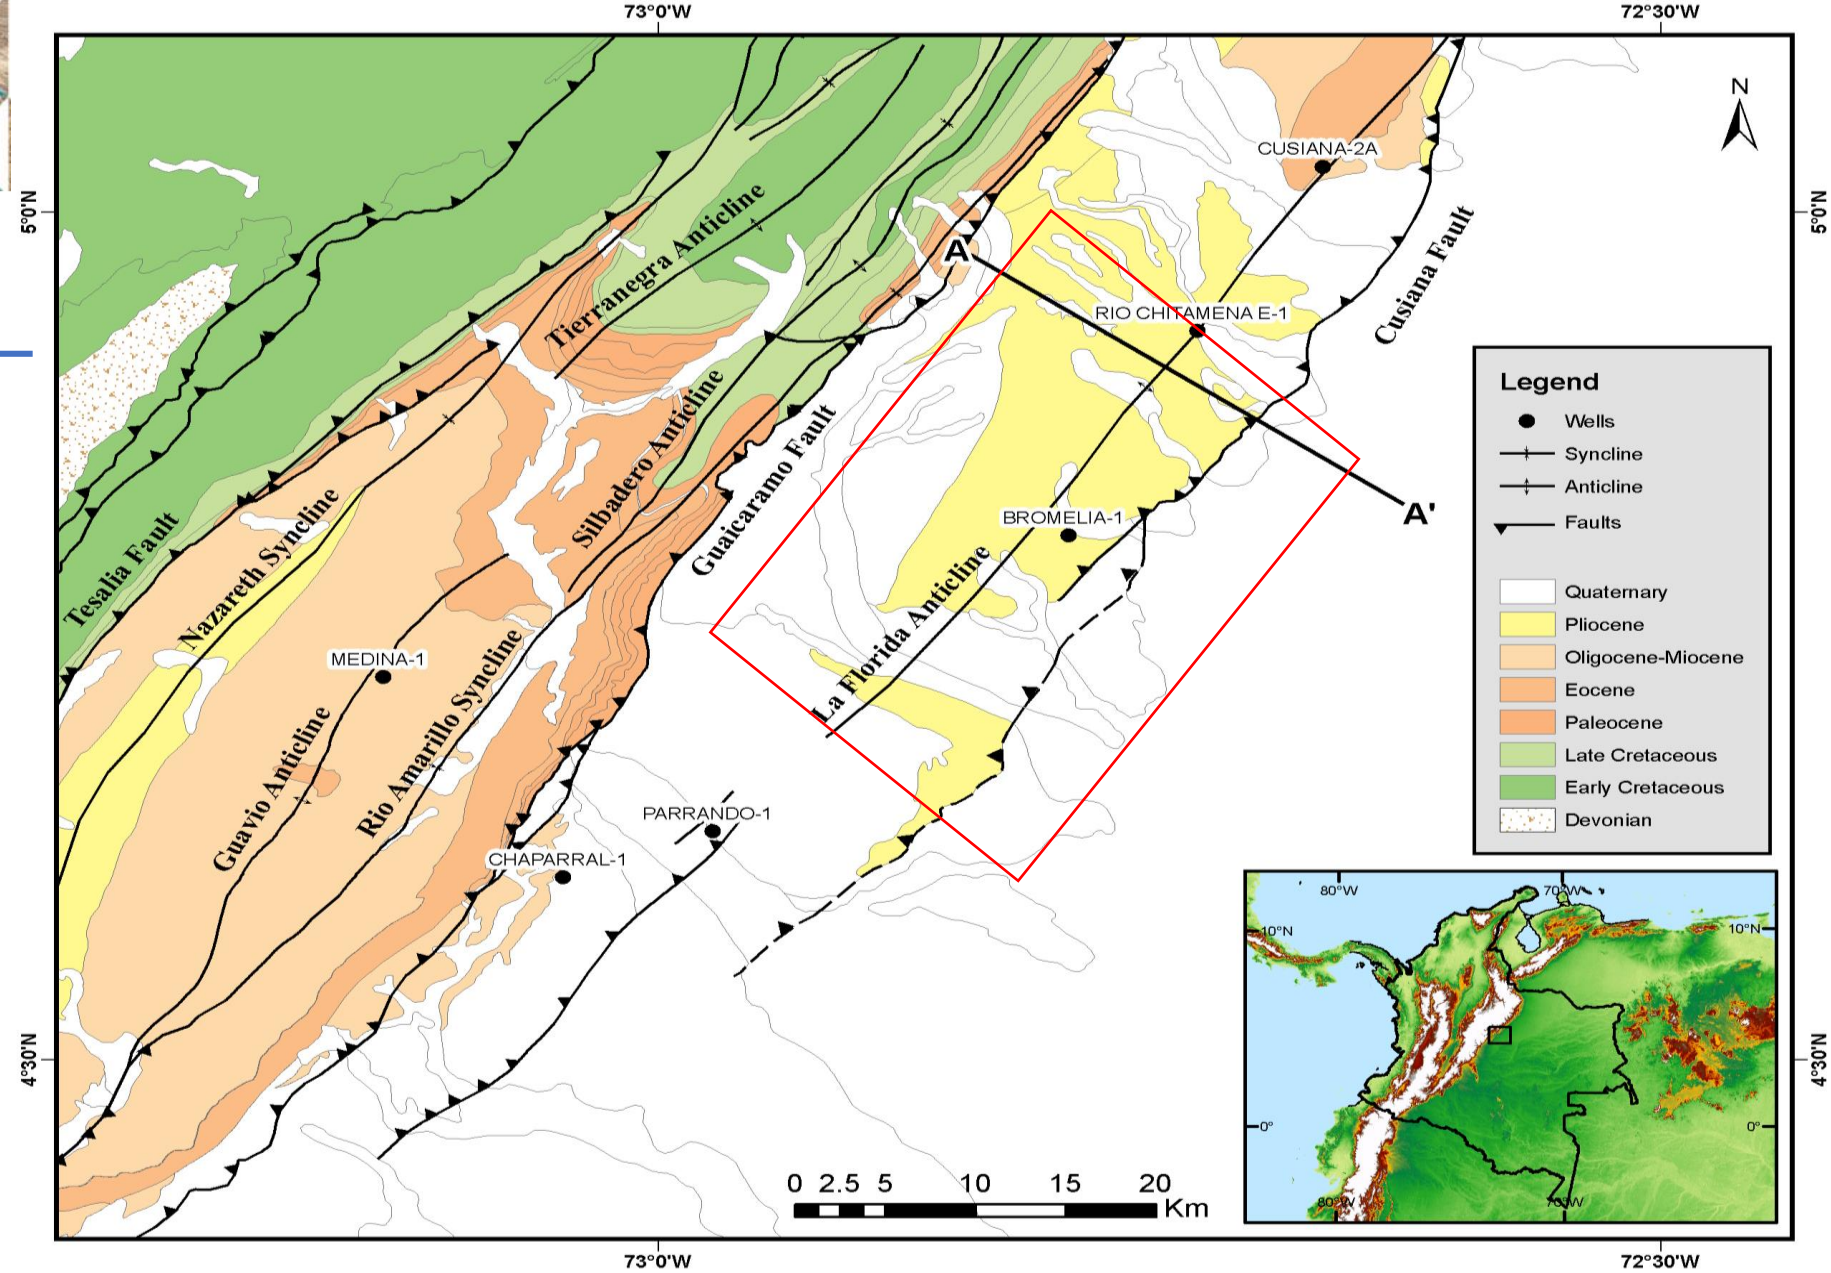 73°0'W
72°30'W
N
CUSIANA-2A
5°0'N
5°0'N
Tierranegra Anticline
A
Cusiana Fault
RIO CHITAMENA E-1
Legend
Wells
Syncline
Anticline
Faults
Quaternary
Pliocene
Oligocene-Miocene
Eocene
Paleocene
Late Cretaceous
Early Cretaceous
Devonian
Silbadero Anticline
Guaicaramo Fault
A'
BROMELIA-1
Tesalia Fault
Nazareth Syncline
La Florida Anticline
MEDINA-1
Rio Amarillo Syncline
Guavio Anticline
PARRANDO-1
CHAPARRAL-1
80°W
70°W
10°N
10°N
4°30'N
4°30'N
0°
0°
80°W
70°W
0 2.5 5 10 15 20
Km
73°0'W
72°30'W